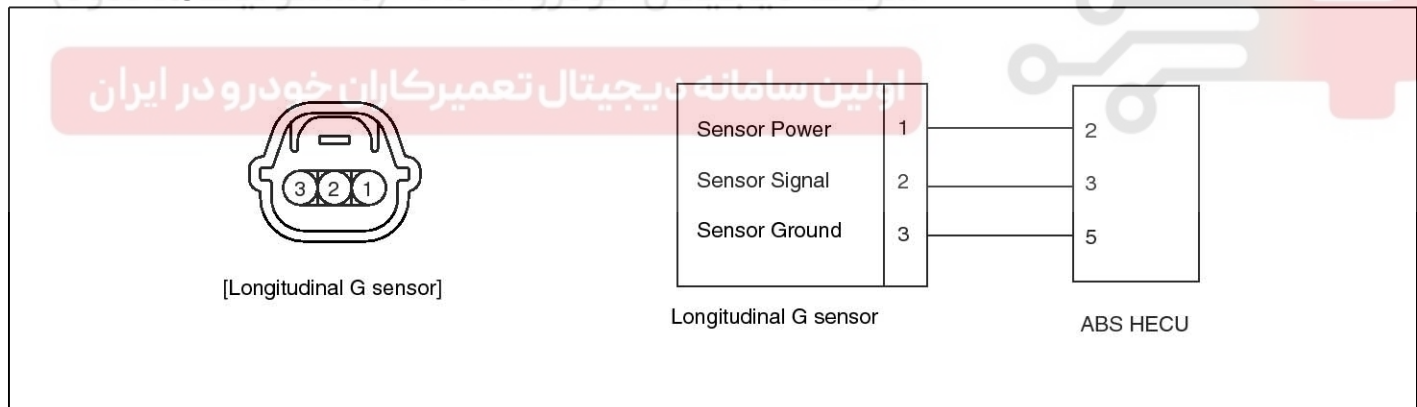 اولین سامانه دیجیتال تعمیرکاران خودرو در ایران
3 2 1
[Longitudinal G sensor]
Sensor Power 1 2
Sensor Signal 2 3
Sensor Ground 3 5
Longitudinal G sensor
ABS HECU